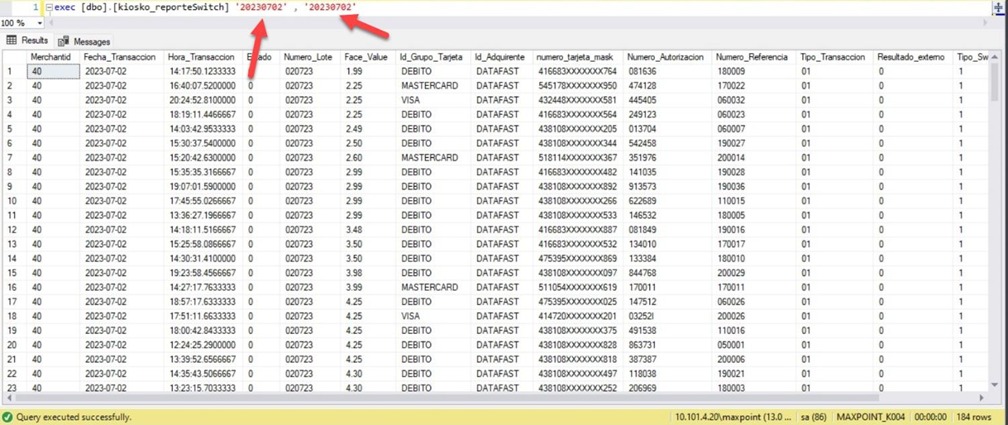 1 exec [dbo].[kiosko_reporteSwitch] '20230702' , '20230702'
100 %
Results Messages
Merchantid Fecha_Transaccion Hora_Transaccion Numero_Lote Face_Value Id_Grupo_Tarjeta Id_Adquirente numero_tarjeta_mask Numero_Autorizacion Numero_Referencia Tipo_Transaccion Resultado_externo Tipo_Sw
1 40 2023-07-02 14:17:50.1233333 0 020723 1.99 DEBITO DATAFAST 416683XXXXXXX764 081636 180009 01 1
2 40 2023-07-02 16:40:07.5200000 0 020723 2.25 MASTERCARD DATAFAST 545178XXXXXXX950 474128 170022 01 1
3 40 2023-07-02 20:24:52.8100000 0 020723 2.25 VISA DATAFAST 432448XXXXXXX581 445405 060032 01 1
4 40 2023-07-02 18:19:11.4466667 0 020723 2.25 DEBITO DATAFAST 416683XXXXXXX564 249123 060023 01 1
5 40 2023-07-02 14:03:42.9533333 0 020723 2.49 DEBITO DATAFAST 438108XXXXXXX205 013704 060007 01 1
6 40 2023-07-02 15:30:37.5400000 0 020723 2.50 DEBITO DATAFAST 438108XXXXXXX344 542458 190027 01 1
7 40 2023-07-02 15:20:42.6300000 0 020723 2.60 MASTERCARD DATAFAST 518114XXXXXXX367 351976 200014 01 1
8 40 2023-07-02 15:35:35.3166667 0 020723 2.99 DEBITO DATAFAST 416683XXXXXXX482 141035 190028 01 1
9 40 2023-07-02 19:07:01.5900000 0 020723 2.99 DEBITO DATAFAST 438108XXXXXXX892 913573 190036 01 1
10 40 2023-07-02 17:45:55.0266667 0 020723 2.99 DEBITO DATAFAST 438108XXXXXXX266 622689 110015 01 1
11 40 2023-07-02 13:36:27.1966667 0 020723 2.99 DEBITO DATAFAST 438108XXXXXXX533 146532 180005 01 1
12 40 2023-07-02 14:18:11.5166667 0 020723 3.48 DEBITO DATAFAST 416683XXXXXXX887 081849 190016 01 1
13 40 2023-07-02 15:25:58.0866667 0 020723 3.50 DEBITO DATAFAST 416683XXXXXXX532 134010 170017 01 1
14 40 2023-07-02 14:30:31.4100000 0 020723 3.50 DEBITO DATAFAST 475395XXXXXXX869 133384 180010 01 1
15 40 2023-07-02 19:23:58.4566667 0 020723 3.98 DEBITO DATAFAST 438108XXXXXXX097 844768 200029 01 1
16 40 2023-07-02 14:27:17.7633333 0 020723 3.99 MASTERCARD DATAFAST 511054XXXXXXX619 170011 170011 01 1
17 40 2023-07-02 18:57:17.6333333 0 020723 4.25 DEBITO DATAFAST 475395XXXXXXX025 147512 060026 01 1
18 40 2023-07-02 17:51:11.6633333 0 020723 4.25 VISA DATAFAST 414720XXXXXXX201 03252I 200026 01 1
19 40 2023-07-02 18:00:42.8433333 0 020723 4.25 DEBITO DATAFAST 438108XXXXXXX375 491538 110016 01 1
20 40 2023-07-02 12:24:25.2900000 0 020723 4.25 DEBITO DATAFAST 438108XXXXXXX828 863731 050001 01 1
21 40 2023-07-02 13:39:52.6566667 0 020723 4.25 DEBITO DATAFAST 438108XXXXXXX818 387387 200006 01 1
22 40 2023-07-02 14:35:43.5066667 0 020723 4.30 DEBITO DATAFAST 438108XXXXXXX497 118038 190021 01 1
23 40 2023-07-02 13:23:15.7033333 0 020723 4.30 DEBITO DATAFAST 438108XXXXXXX252 206969 180003 01 1
Query executed successfully. 10.101.4.20\maxpoint (13.0 ... sa (86) MAXPOINT_K004 00:00:00 184 rows